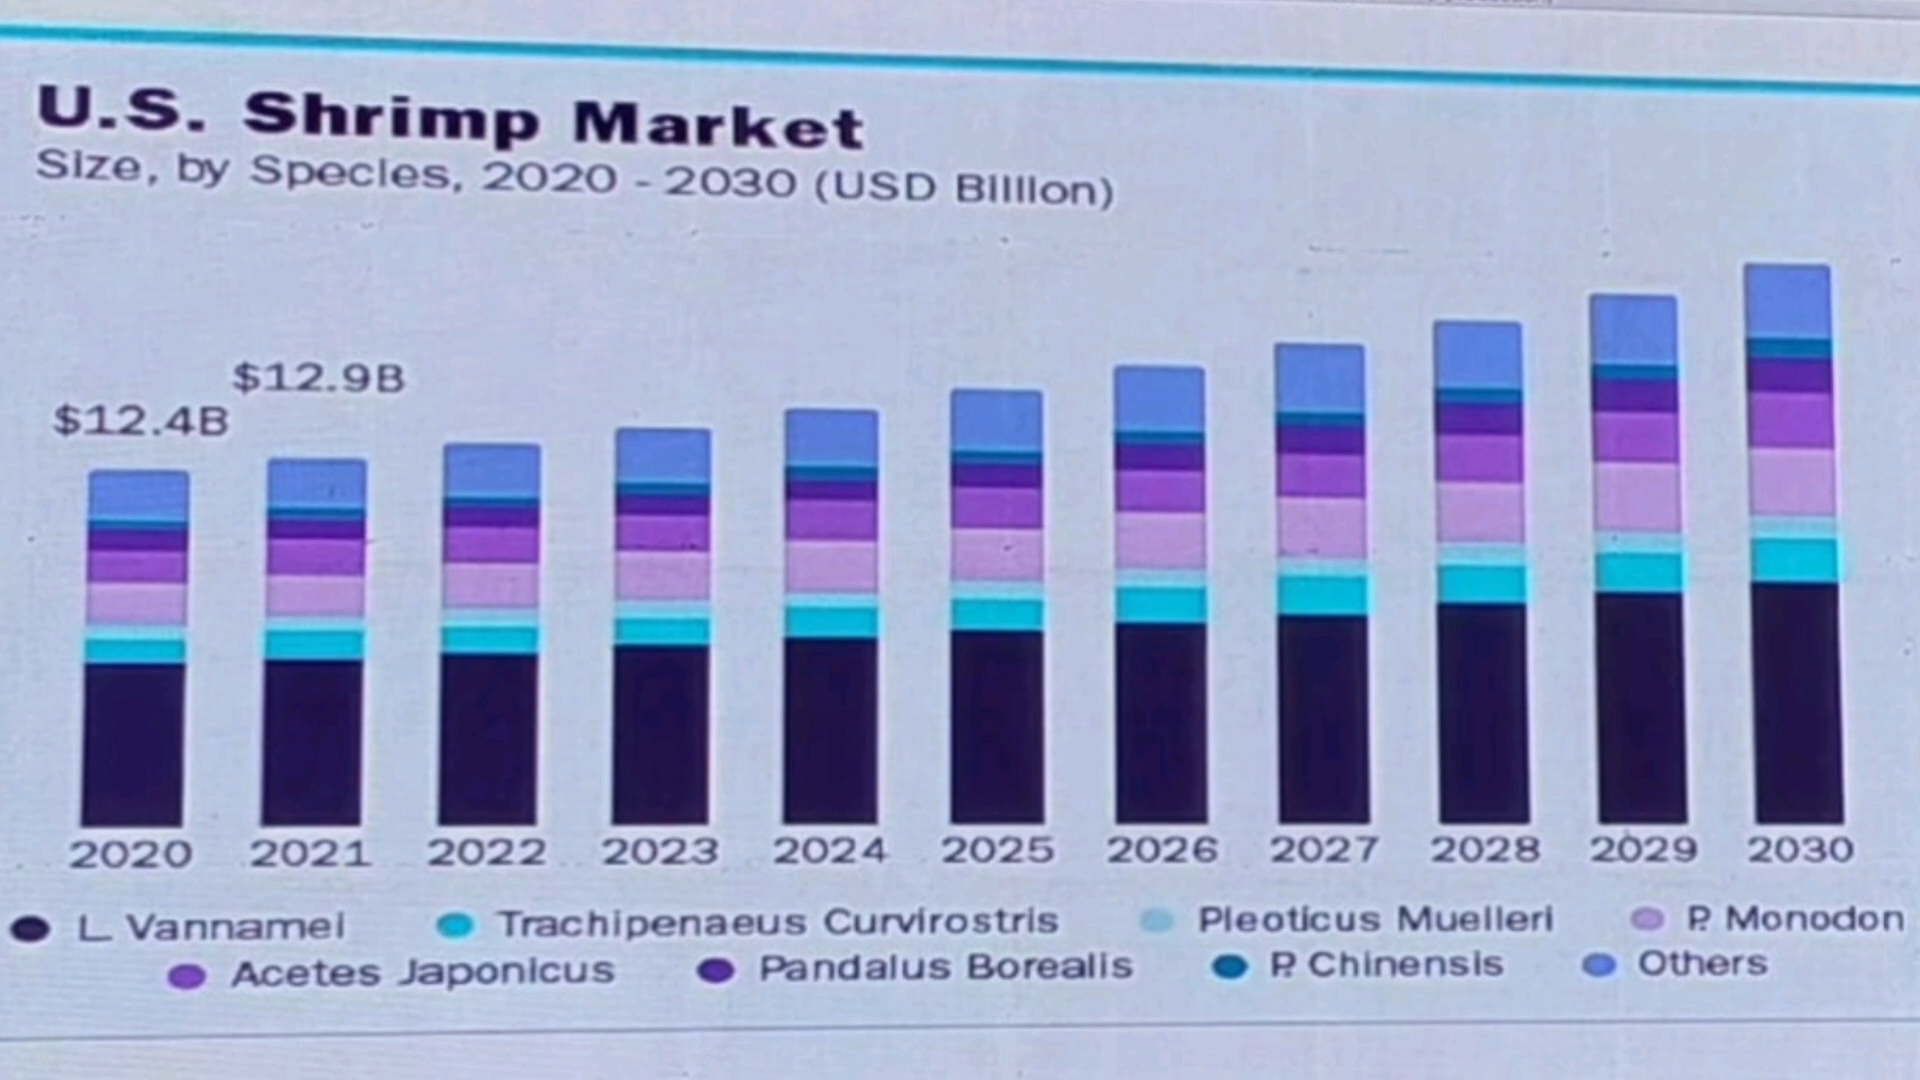 U.S. Shrimp Market
Size, by Species, 2020 - 2030 (USD Billion)
$12.9B
$12.4B
2020 2021 2022 2023 2024 2025 2026 2027 2028 2029 2030
L. Vannamei Trachipenaeus Curvirostris Pleoticus Muelleri P. Monodon
Acetes Japonicus Pandalus Borealis P. Chinensis Others